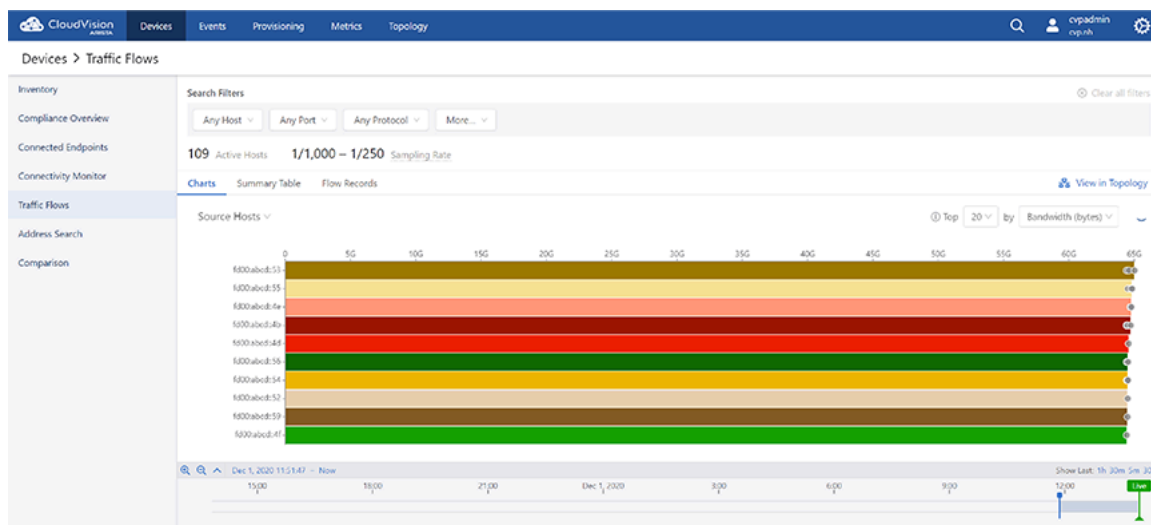 CloudVision
ARISTA
Devices
Events
Provisioning
Metrics
Topology
cvpadmin
cvp.nh
Devices > Traffic Flows
Inventory
Compliance Overview
Connected Endpoints
Connectivity Monitor
Traffic Flows
Address Search
Comparison
Search Filters
Clear all filters
Any Host
Any Port
Any Protocol
More...
109 Active Hosts 1/1,000 – 1/250 Sampling Rate
Charts
Summary Table
Flow Records
View in Topology
Source Hosts
Top 20 by Bandwidth (bytes)
0 5G 10G 15G 20G 25G 30G 35G 40G 45G 50G 55G 60G 65G
fd00:abcd::53
fd00:abcd::55
fd00:abcd::4e
fd00:abcd::4b
fd00:abcd::4d
fd00:abcd::56
fd00:abcd::54
fd00:abcd::52
fd00:abcd::59
fd00:abcd::4f
Dec 1, 2020 11:51:47 – Now
Show Last: 1h 30m 5m 30
15:00 18:00 21:00 Dec 1, 2020 3:00 6:00 9:00 12:00 Live